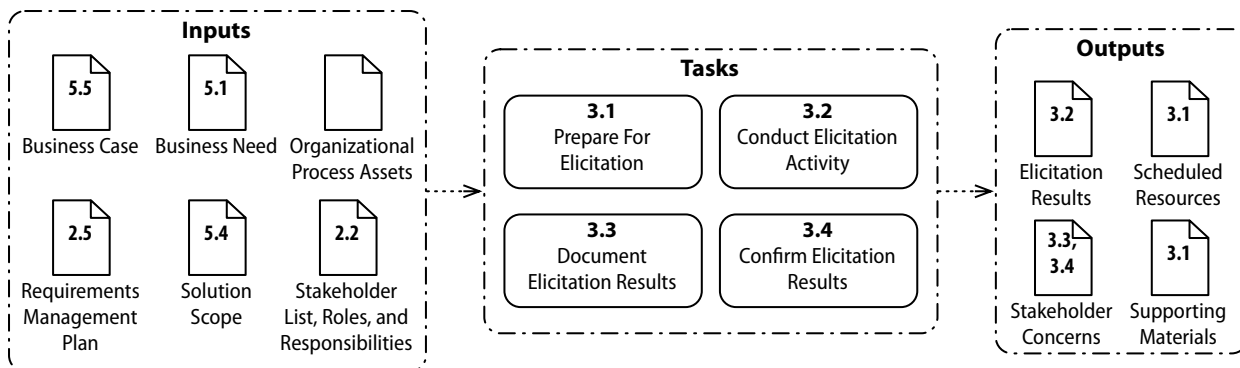 Inputs
5.5
Business Case
5.1
Business Need
Organizational
Process Assets
2.5
Requirements
Management
Plan
5.4
Solution
Scope
2.2
Stakeholder
List, Roles, and
Responsibilities
Tasks
3.1
Prepare For
Elicitation
3.2
Conduct Elicitation
Activity
3.3
Document
Elicitation Results
3.4
Confirm Elicitation
Results
Outputs
3.2
Elicitation
Results
3.1
Scheduled
Resources
3.3,
3.4
Stakeholder
Concerns
3.1
Supporting
Materials